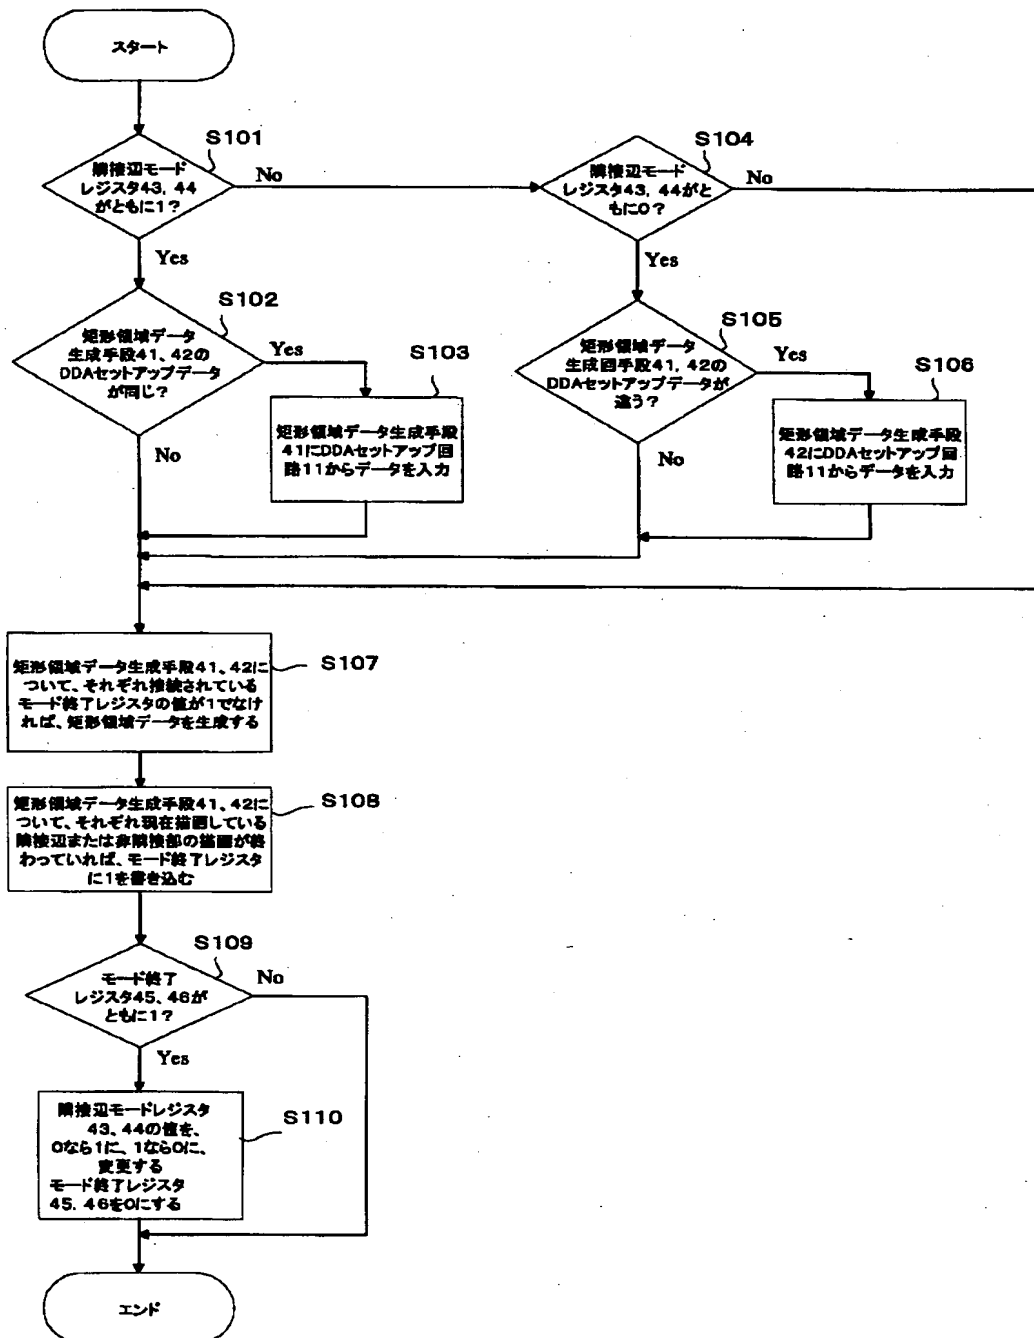 スタート
S101
隣接辺モード
レジスタ43, 44
がともに1?
No
Yes
S104
隣接辺モード
レジスタ43, 44がと
もに0?
No
Yes
S102
矩形領域データ
生成手段41、42の
DDAセットアップデータ
が同じ?
Yes
No
S103
矩形領域データ生成手段
41にDDAセットアップ回
路11からデータを入力
S105
矩形領域データ
生成回手段41, 42の
DDAセットアップデータが
違う?
Yes
No
S106
矩形領域データ生成手段
42にDDAセットアップ回
路11からデータを入力
S107
矩形領域データ生成手段41、42に
ついて、それぞれ接続されている
モード終了レジスタの値が1でなけ
れば、矩形領域データを生成する
S108
矩形領域データ生成手段41、42に
ついて、それぞれ現在描画している
隣接辺または非隣接部の描画が終
わっていれば、モード終了レジスタ
に1を書き込む
S109
モード終了
レジスタ45、46が
ともに1?
No
Yes
S110
隣接辺モードレジスタ
43、44の値を、
0なら1に、1なら0に、
変更する
モード終了レジスタ
45, 46を0にする
エンド